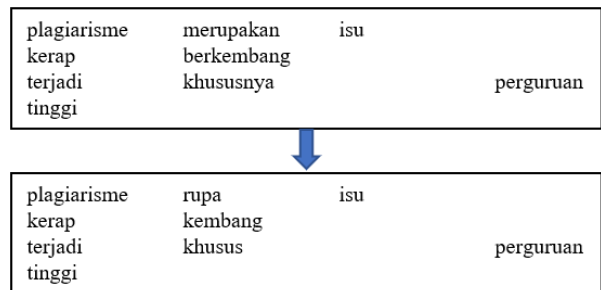 plagiarisme merupakan isu
kerap berkembang
terjadi khususnya perguruan
tinggi
plagiarisme rupa isu
kerap kembang
terjadi khusus perguruan
tinggi